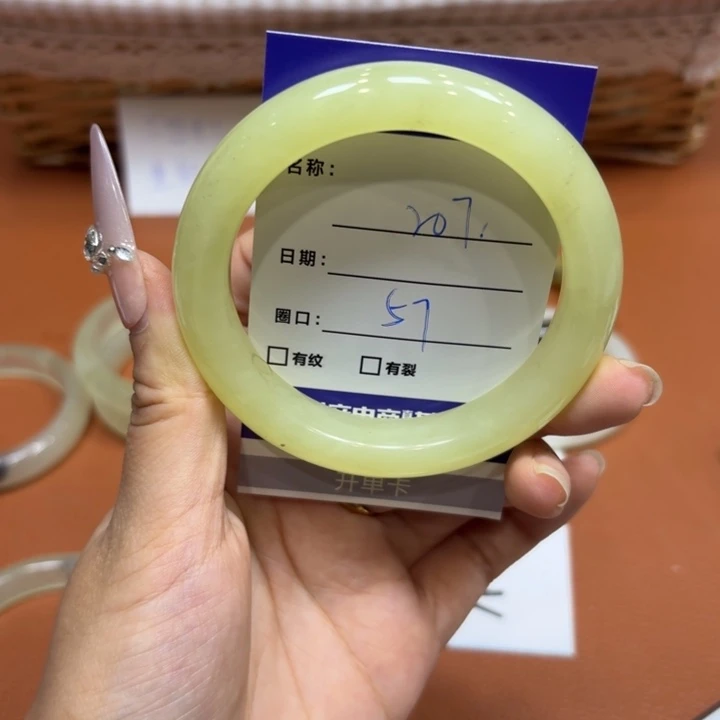 名称:
207.
日期:
圈口: 57
有纹 有裂
开单卡